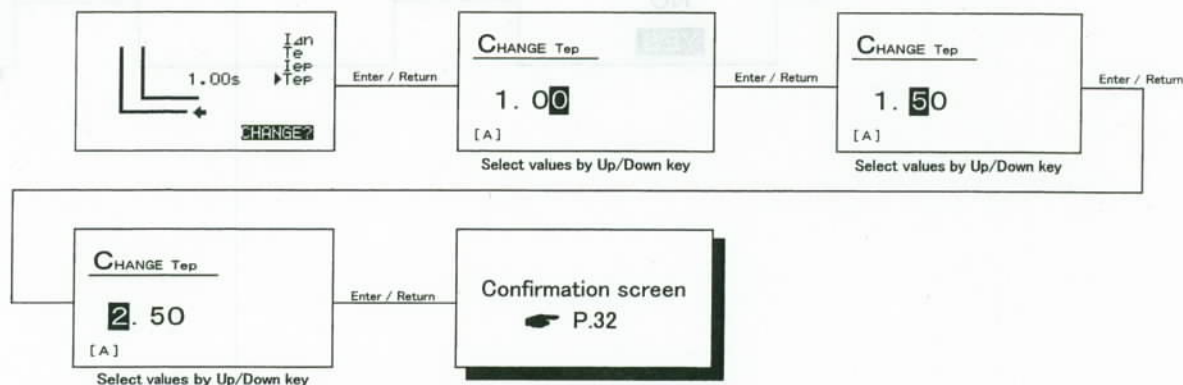 I⊿n
Te
Iep
1.00s ▶Tep
CHANGE?
Enter / Return
CHANGE Tep
1. 00
[A]
Select values by Up/Down key
Enter / Return
CHANGE Tep
1. 50
[A]
Select values by Up/Down key
Enter / Return
CHANGE Tep
2. 50
[A]
Select values by Up/Down key
Enter / Return
Confirmation screen
☛ P.32